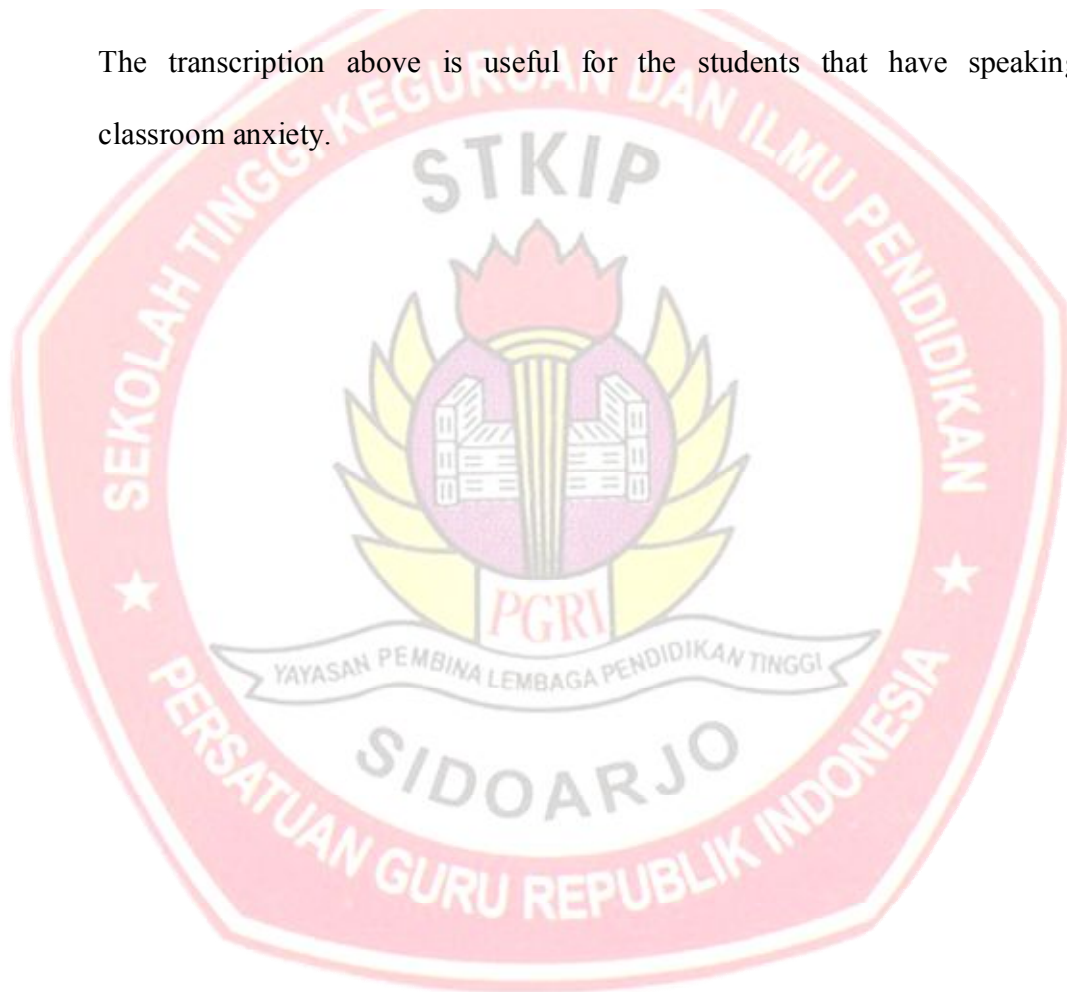 The transcription above is useful for the students that have speaking
classroom anxiety.
SEKOLAH TINGGI KEGURUAN DAN ILMU PENDIDIKAN
STKIP
PGRI
YAYASAN PEMBINA LEMBAGA PENDIDIKAN TINGGI
SIDOARJO
PERSATUAN GURU REPUBLIK INDONESIA